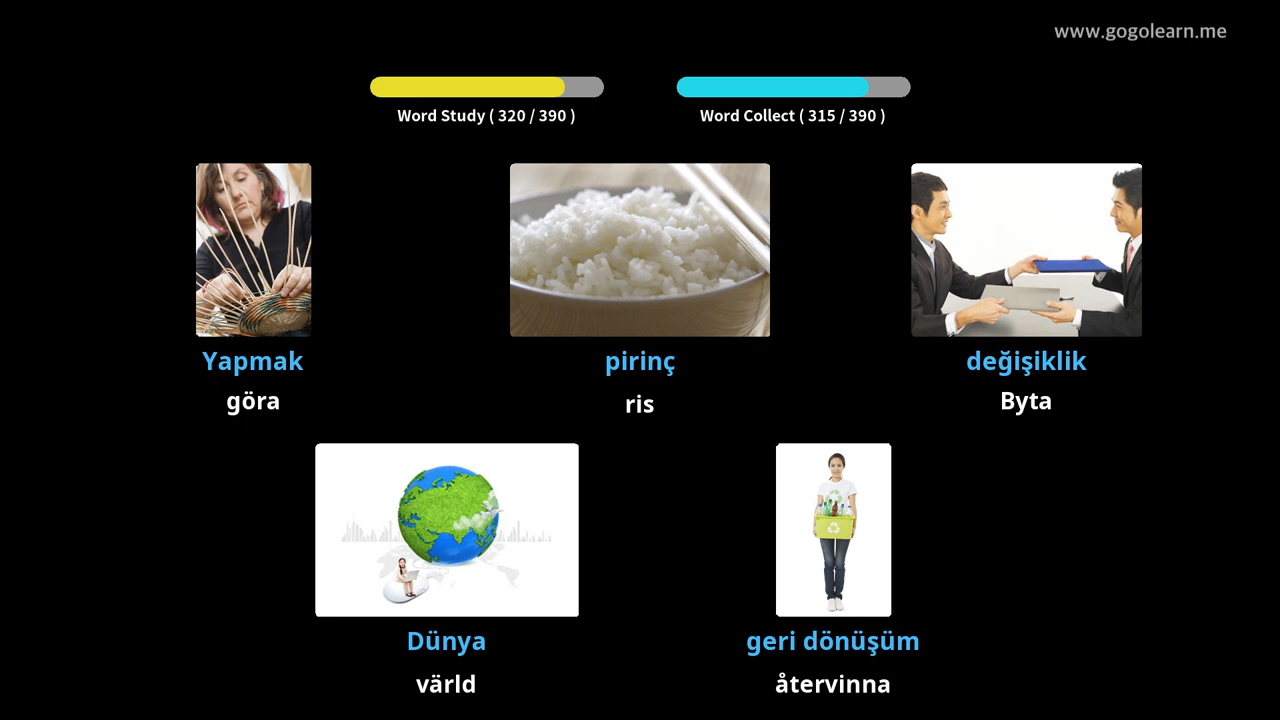 www.gogolearn.me
Word Study ( 320 / 390 )
Word Collect ( 315 / 390 )
Yapmak
göra
pirinç
ris
değişiklik
Byta
Dünya
värld
geri dönüşüm
återvinna